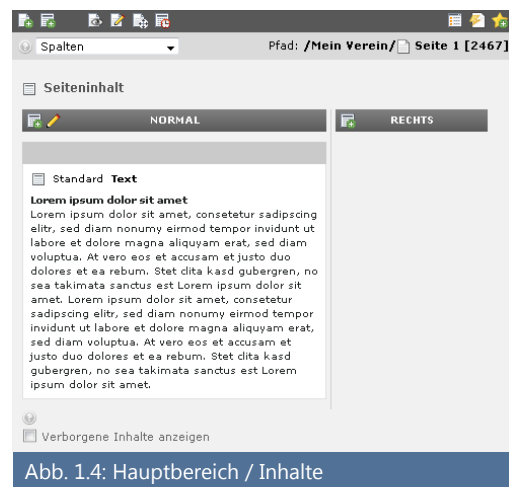 Spalten
Pfad: /Mein Verein/ Seite 1 [2467]
Seiteninhalt
NORMAL
RECHTS
Standard Text
Lorem ipsum dolor sit amet
Lorem ipsum dolor sit amet, consetetur sadipscing
elitr, sed diam nonumy eirmod tempor invidunt ut
labore et dolore magna aliquyam erat, sed diam
voluptua. At vero eos et accusam et justo duo
dolores et ea rebum. Stet clita kasd gubergren, no
sea takimata sanctus est Lorem ipsum dolor sit
amet. Lorem ipsum dolor sit amet, consetetur
sadipscing elitr, sed diam nonumy eirmod tempor
invidunt ut labore et dolore magna aliquyam erat,
sed diam voluptua. At vero eos et accusam et
justo duo dolores et ea rebum. Stet clita kasd
gubergren, no sea takimata sanctus est Lorem
ipsum dolor sit amet.
Verborgene Inhalte anzeigen
Abb. 1.4: Hauptbereich / Inhalte